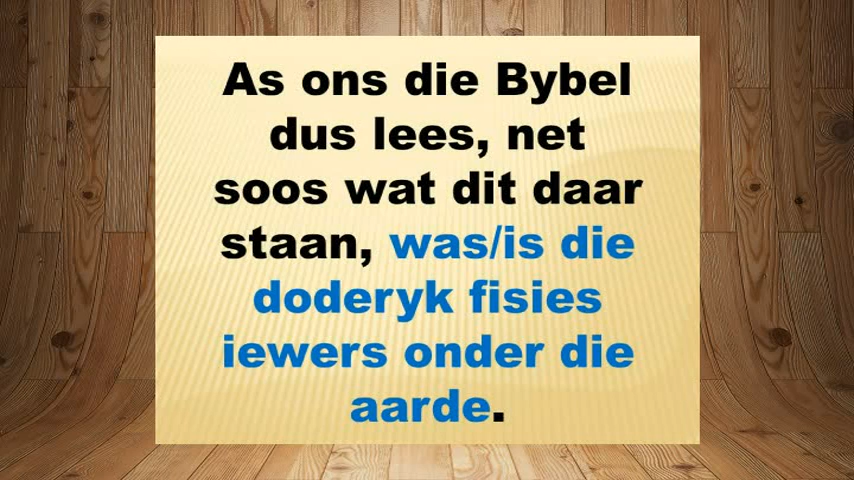 As ons die Bybel
dus lees, net
soos wat dit daar
staan, was/is die
doderyk fisies
iewers onder die
aarde.